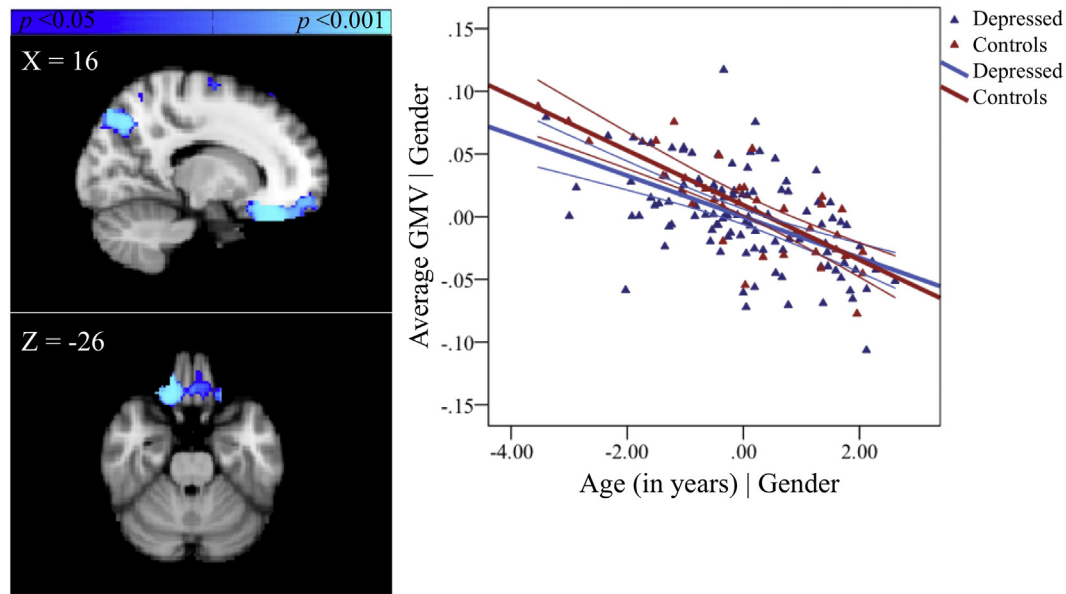 p <0.05 p <0.001
X = 16
Z = -26
Average GMV | Gender
.15
.10
.05
.00
-.05
-.10
-.15
-4.00 -2.00 .00 2.00
Age (in years) | Gender
Depressed
Controls
Depressed
Controls